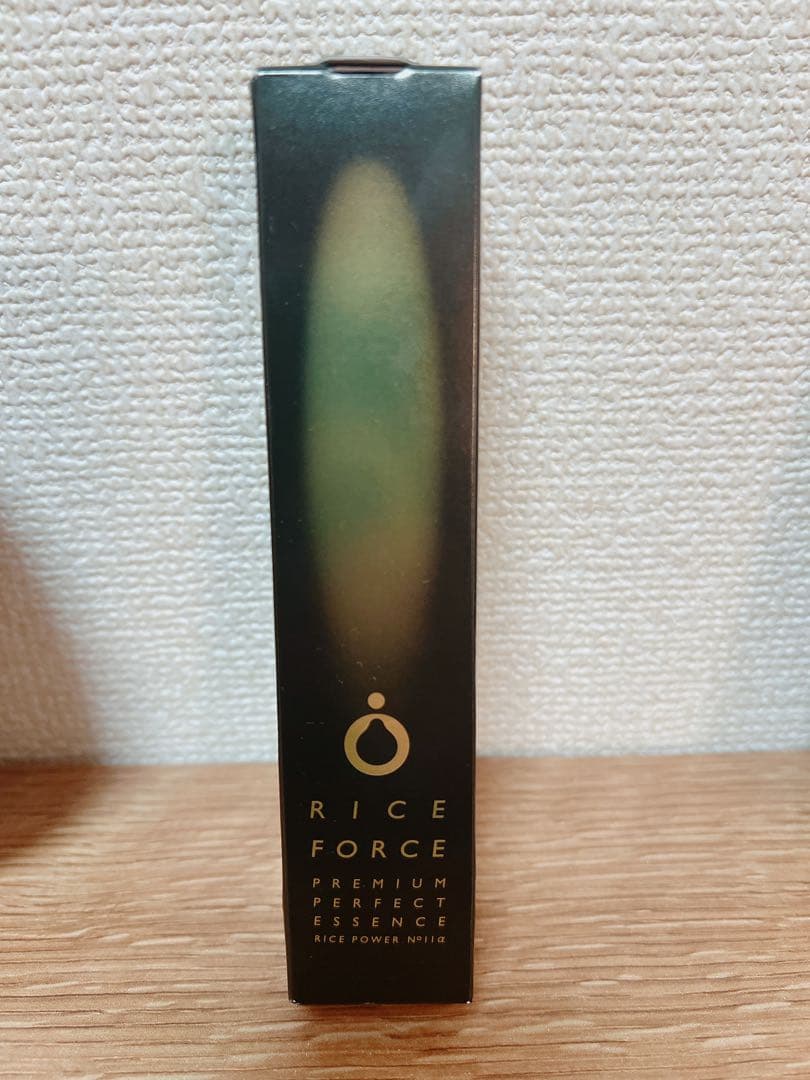 RICE
FORCE
PREMIUM
PERFECT
ESSENCE
RICE POWER Nº11α